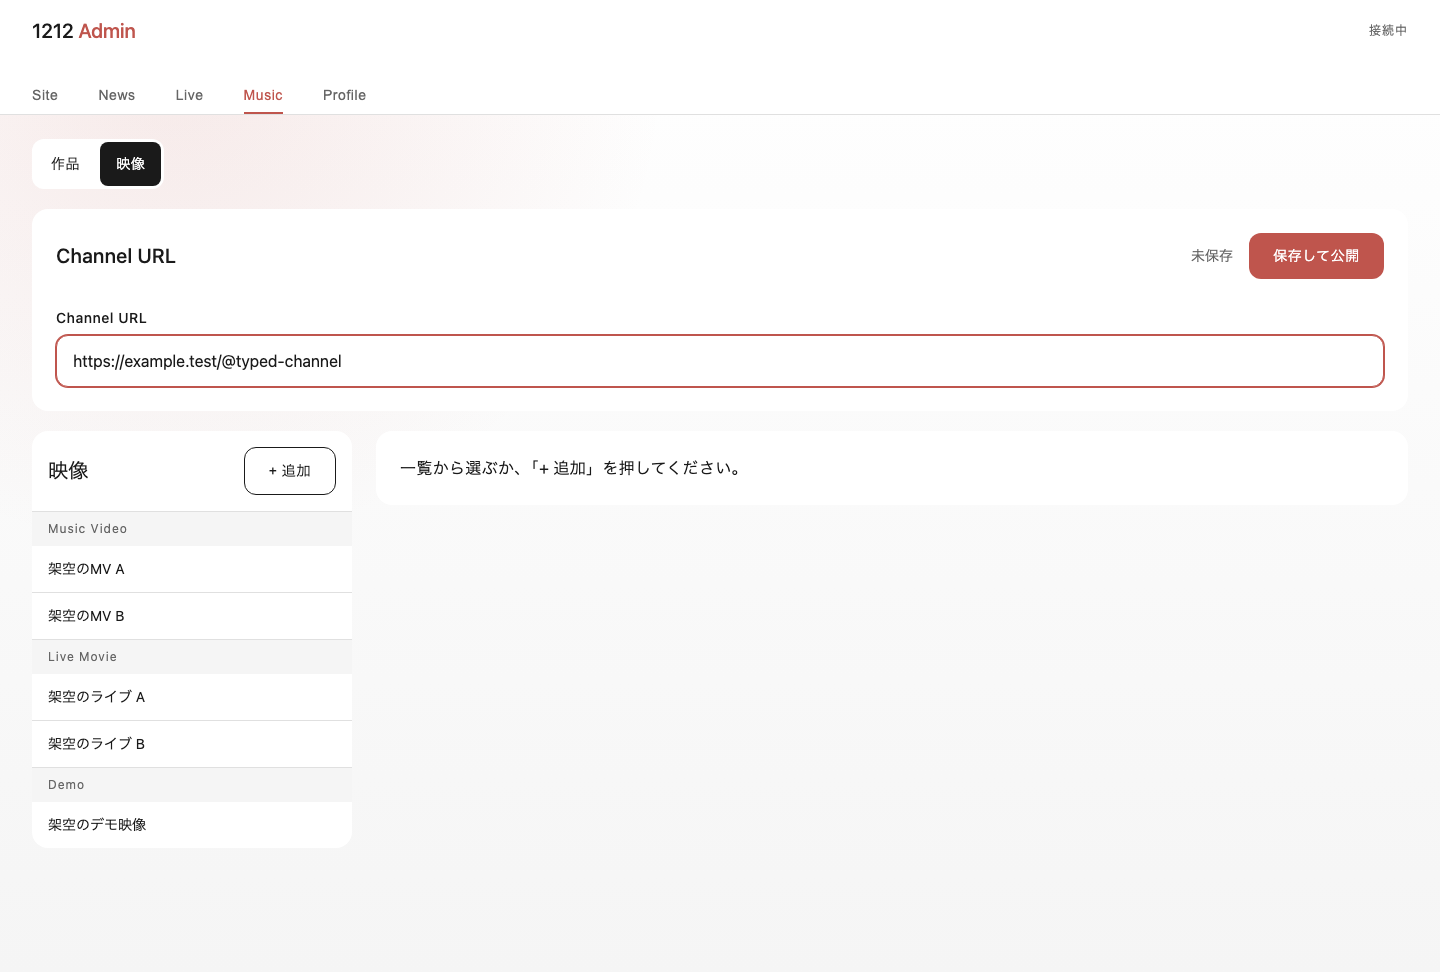 1212 Admin
接続中
Site News Live Music Profile
作品 映像
Channel URL
未保存 保存して公開
Channel URL
https://example.test/@typed-channel
映像
+ 追加
Music Video
架空のMV A
架空のMV B
Live Movie
架空のライブ A
架空のライブ B
Demo
架空のデモ映像
一覧から選ぶか、「+ 追加」を押してください。